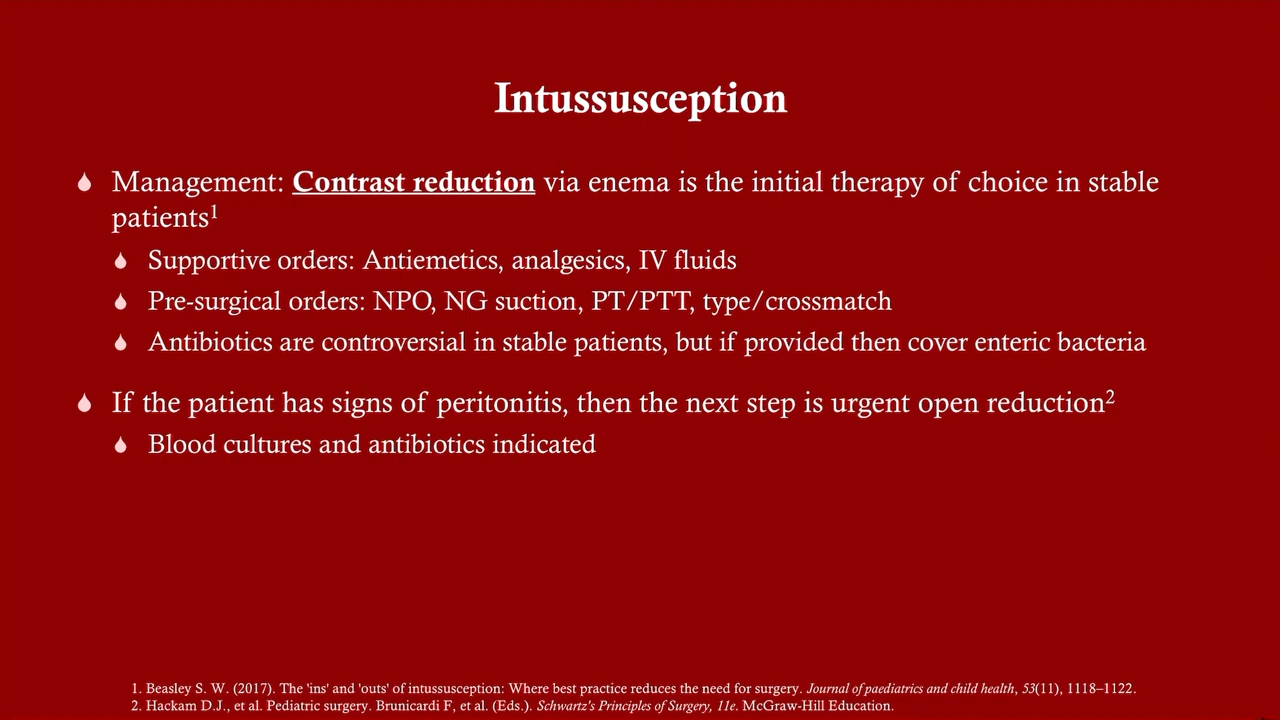 Intussusception
Management: Contrast reduction via enema is the initial therapy of choice in stable
patients1
Supportive orders: Antiemetics, analgesics, IV fluids
Pre-surgical orders: NPO, NG suction, PT/PTT, type/crossmatch
Antibiotics are controversial in stable patients, but if provided then cover enteric bacteria
If the patient has signs of peritonitis, then the next step is urgent open reduction2
Blood cultures and antibiotics indicated
1. Beasley S. W. (2017). The 'ins' and 'outs' of intussusception: Where best practice reduces the need for surgery. Journal of paediatrics and child health, 53(11), 1118–1122.
2. Hackam D.J., et al. Pediatric surgery. Brunicardi F, et al. (Eds.). Schwartz's Principles of Surgery, 11e. McGraw-Hill Education.